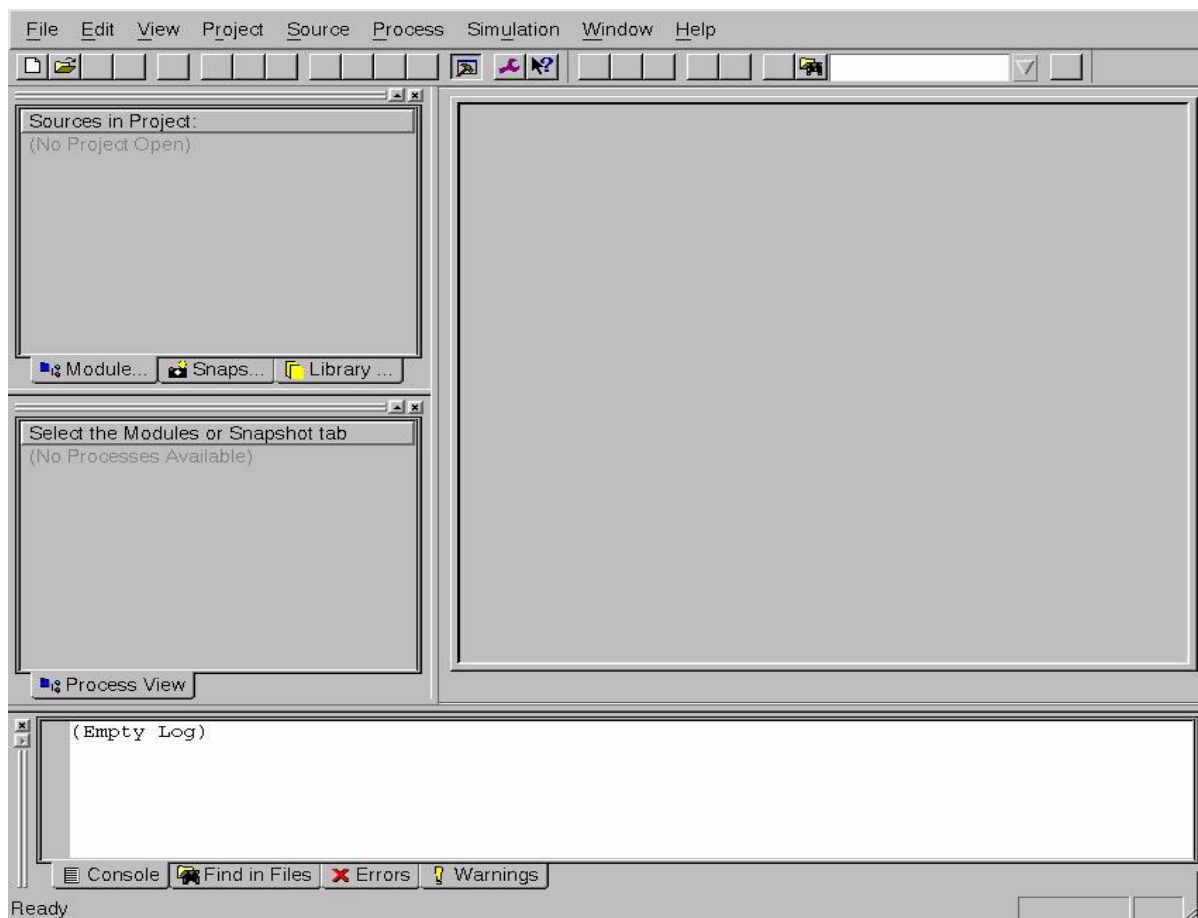 File Edit View Project Source Process Simulation Window Help
Sources in Project:
(No Project Open)
Module... Snaps... Library ...
Select the Modules or Snapshot tab
(No Processes Available)
Process View
(Empty Log)
Console Find in Files Errors Warnings
Ready